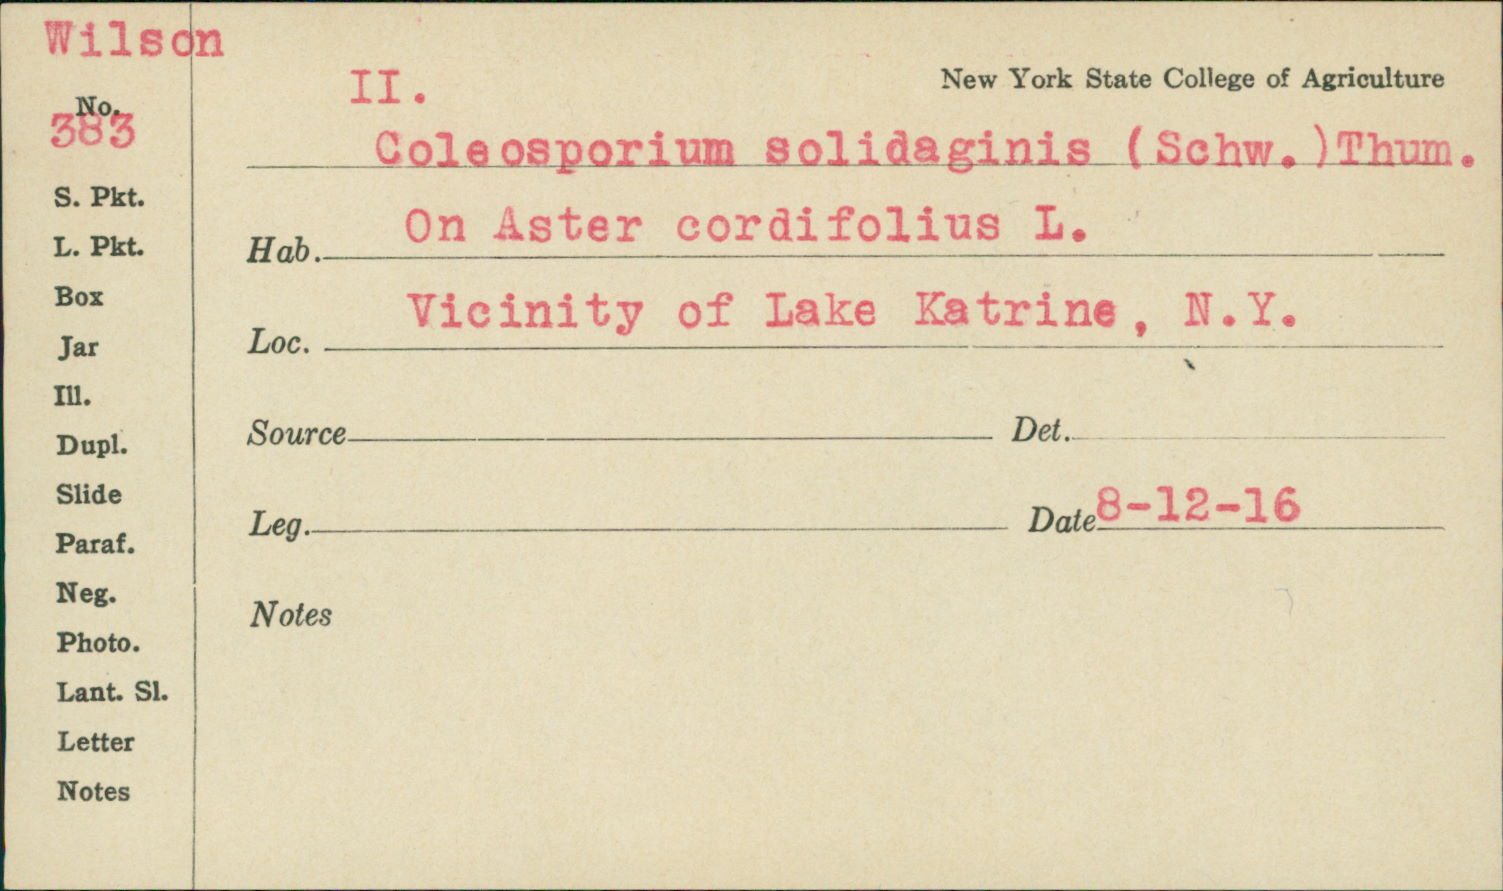 Wilson
No.
383
New York State College of Agriculture
II.
Coleosporium solidaginis (Schw.)Thum.
Hab. On Aster cordifolius L.
Loc. Vicinity of Lake Katrine, N.Y.
Source Det.
Leg. Date 8-12-16
Notes
S. Pkt.
L. Pkt.
Box
Jar
Ill.
Dupl.
Slide
Paraf.
Neg.
Photo.
Lant. Sl.
Letter
Notes